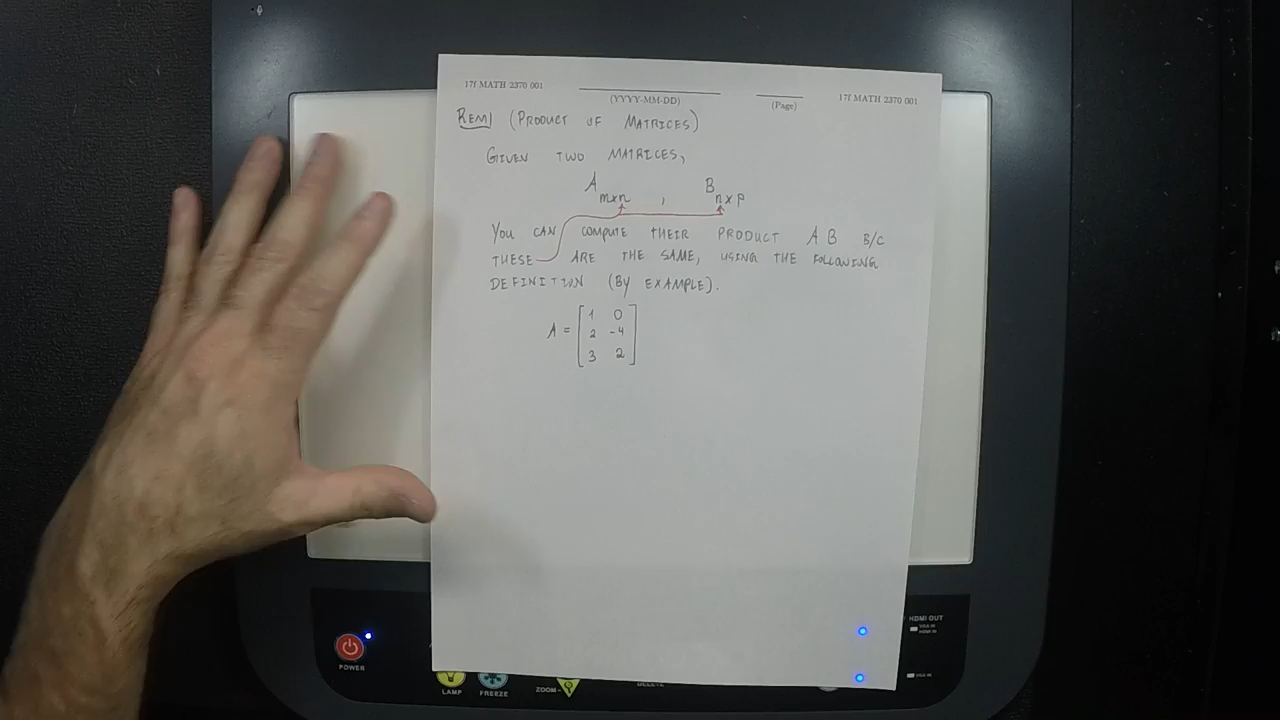 17f MATH 2370 001
(YYYY-MM-DD)
(Page)
17f MATH 2370 001
REM (PRODUCT OF MATRICES)
GIVEN TWO MATRICES,
A m×n , B n×p
YOU CAN COMPUTE THEIR PRODUCT AB B/C
THESE ARE THE SAME, USING THE FOLLOWING
DEFINITION (BY EXAMPLE).
A = [ 1 0
2 -4
3 2 ]
POWER
LAMP
FREEZE
ZOOM-
HDMI OUT